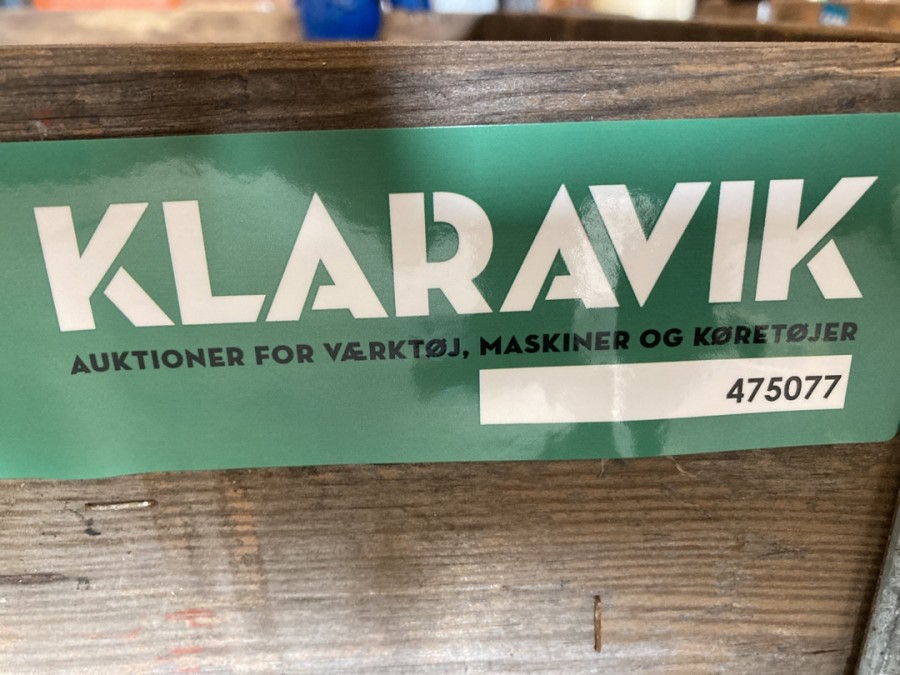 KLARAVIK
AUKTIONER FOR VÆRKTØJ, MASKINER OG KØRETØJER
475077